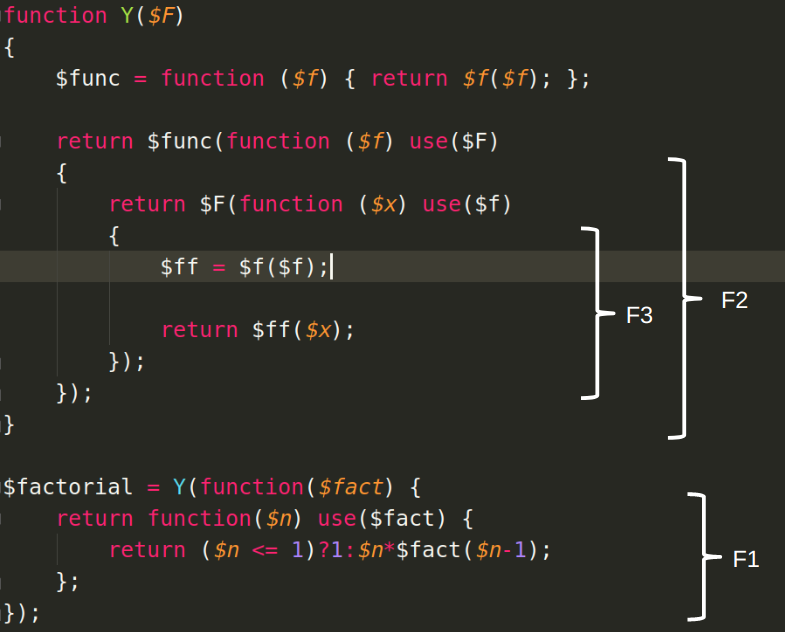 function Y($F)
{
    $func = function ($f) { return $f($f); };

    return $func(function ($f) use($F)
    {
        return $F(function ($x) use($f)
        {
            $ff = $f($f);

            return $ff($x);
        });
    });
}

$factorial = Y(function($fact) {
    return function($n) use($fact) {
        return ($n <= 1)?1:$n*$fact($n-1);
    };
});
F3
F2
F1